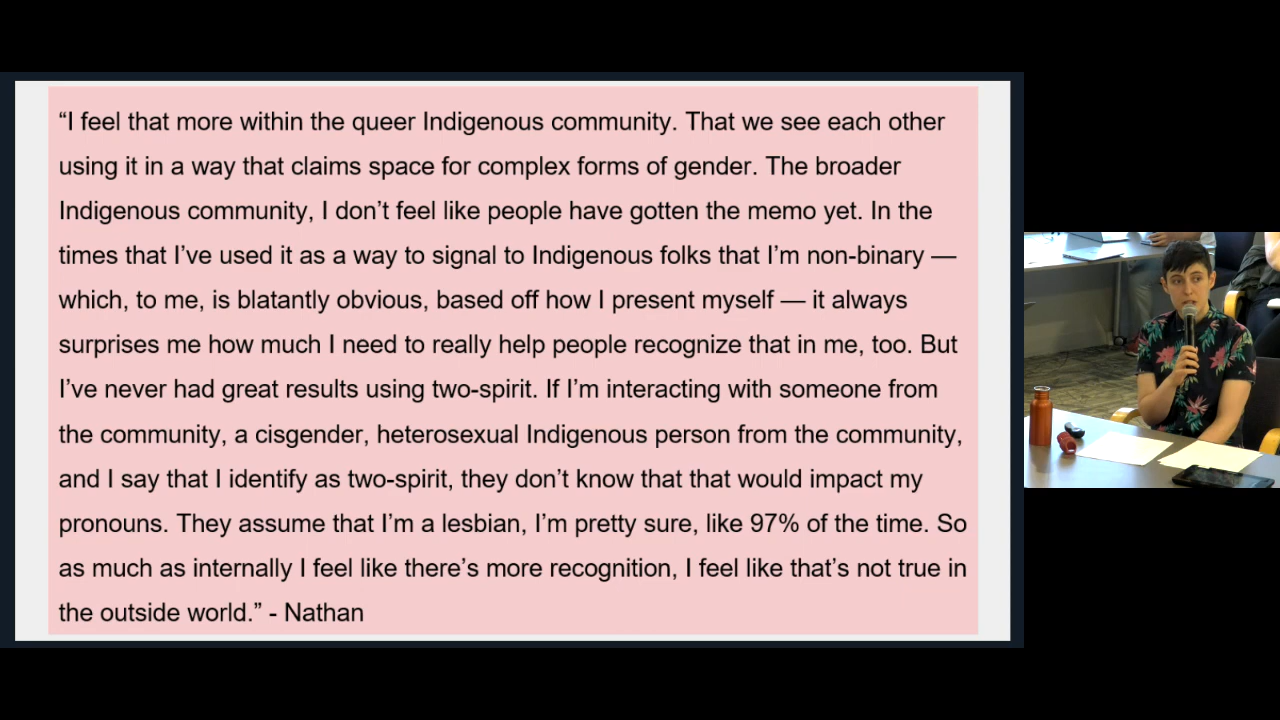 “I feel that more within the queer Indigenous community. That we see each other
using it in a way that claims space for complex forms of gender. The broader
Indigenous community, I don’t feel like people have gotten the memo yet. In the
times that I’ve used it as a way to signal to Indigenous folks that I’m non-binary —
which, to me, is blatantly obvious, based off how I present myself — it always
surprises me how much I need to really help people recognize that in me, too. But
I’ve never had great results using two-spirit. If I’m interacting with someone from
the community, a cisgender, heterosexual Indigenous person from the community,
and I say that I identify as two-spirit, they don’t know that that would impact my
pronouns. They assume that I’m a lesbian, I’m pretty sure, like 97% of the time. So
as much as internally I feel like there’s more recognition, I feel like that’s not true in
the outside world.” - Nathan